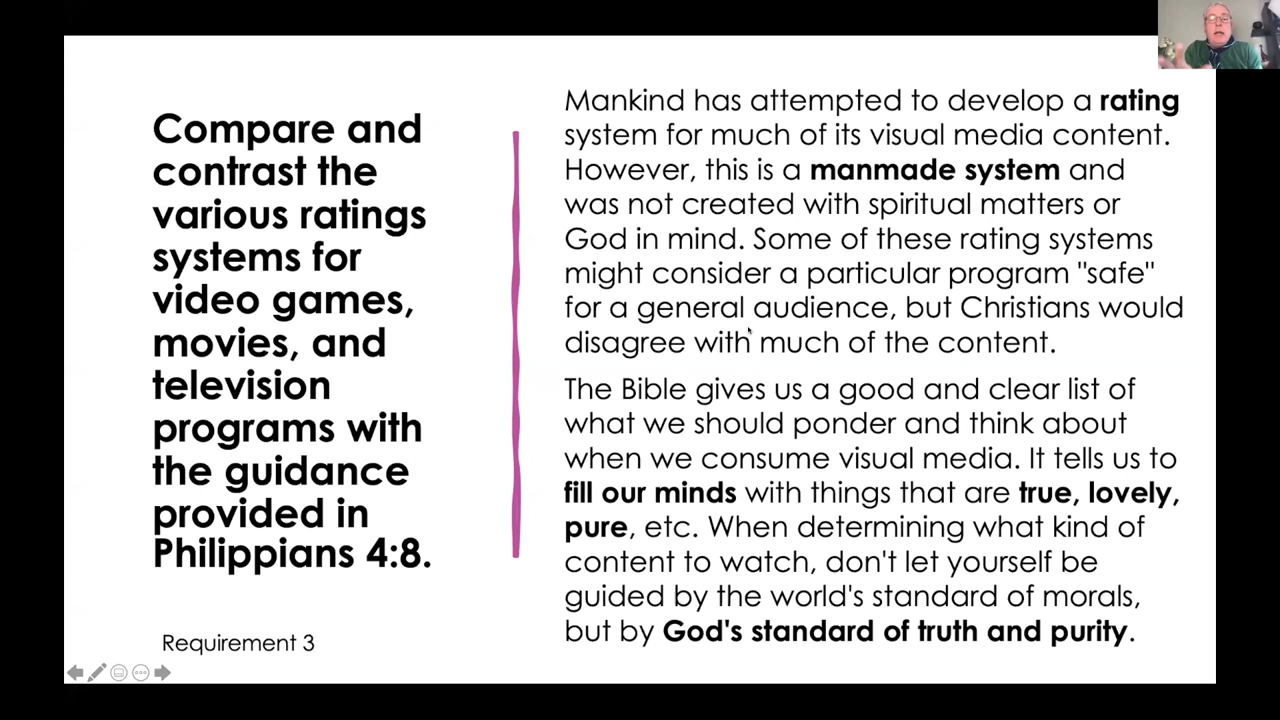 Compare and
contrast the
various ratings
systems for
video games,
movies, and
television
programs with
the guidance
provided in
Philippians 4:8.
Requirement 3
Mankind has attempted to develop a rating
system for much of its visual media content.
However, this is a manmade system and
was not created with spiritual matters or
God in mind. Some of these rating systems
might consider a particular program "safe"
for a general audience, but Christians would
disagree with much of the content.
The Bible gives us a good and clear list of
what we should ponder and think about
when we consume visual media. It tells us to
fill our minds with things that are true, lovely,
pure, etc. When determining what kind of
content to watch, don't let yourself be
guided by the world's standard of morals,
but by God's standard of truth and purity.